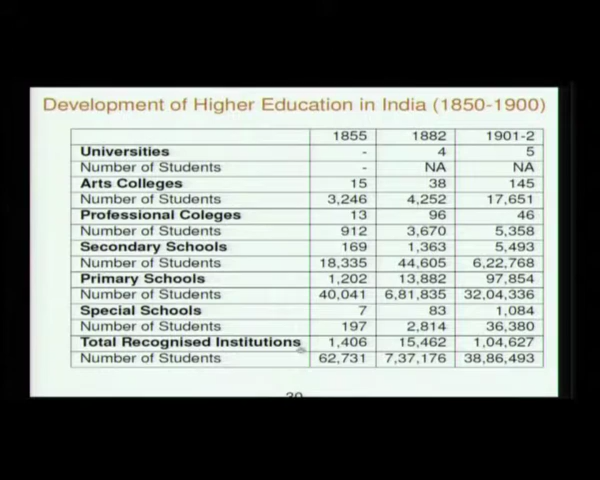 Development of Higher Education in India (1850-1900)
1855 1882 1901-2
Universities - 4 5
Number of Students - NA NA
Arts Colleges 15 38 145
Number of Students 3,246 4,252 17,651
Professional Coleges 13 96 46
Number of Students 912 3,670 5,358
Secondary Schools 169 1,363 5,493
Number of Students 18,335 44,605 6,22,768
Primary Schools 1,202 13,882 97,854
Number of Students 40,041 6,81,835 32,04,336
Special Schools 7 83 1,084
Number of Students 197 2,814 36,380
Total Recognised Institutions 1,406 15,462 1,04,627
Number of Students 62,731 7,37,176 38,86,493